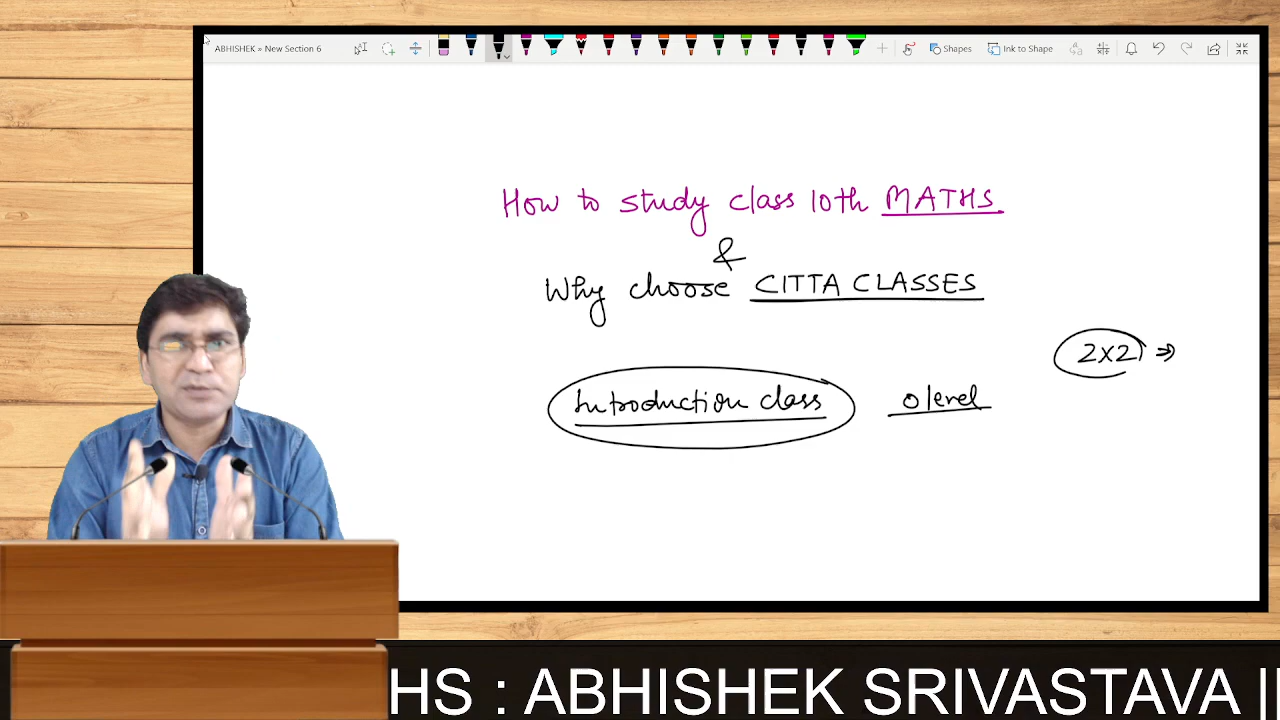 ABHISHEK » New Section 6
Shapes
Ink to Shape
How to study class 10th MATHS
&
Why choose CITTA CLASSES
2x2 ⇒
Introduction class
0 level
HS : ABHISHEK SRIVASTAVA ||